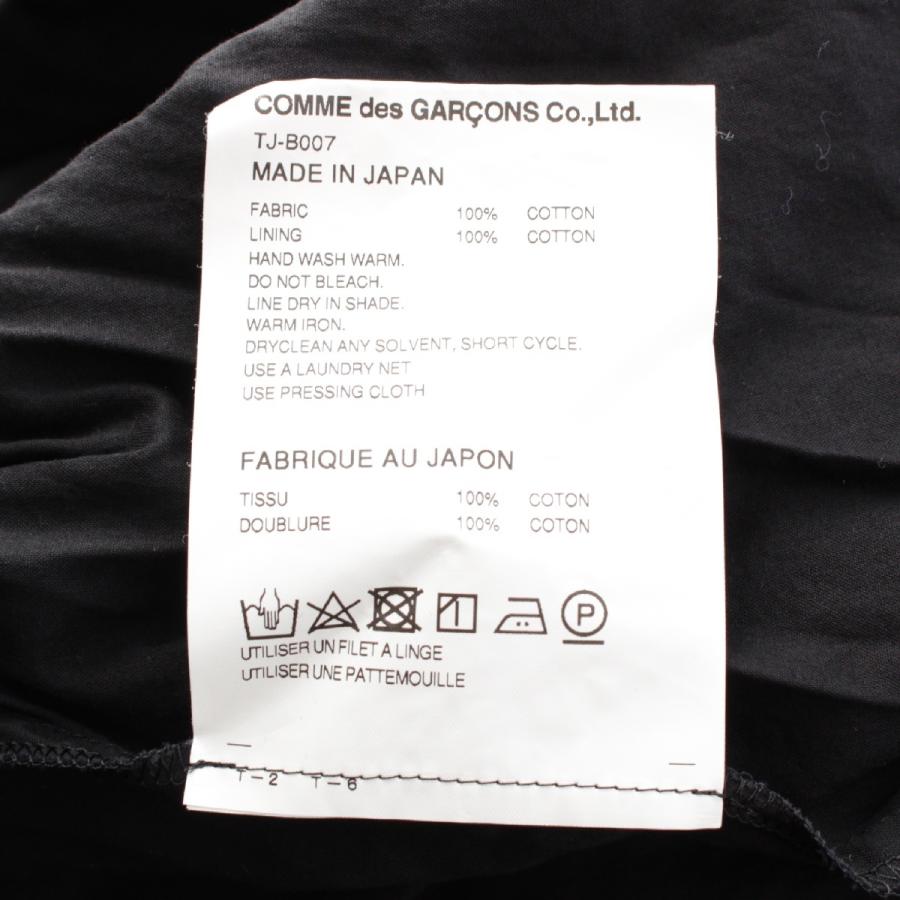 COMME des GARÇONS Co.,Ltd.
TJ-B007
MADE IN JAPAN
FABRIC 100% COTTON
LINING 100% COTTON
HAND WASH WARM.
DO NOT BLEACH.
LINE DRY IN SHADE.
WARM IRON.
DRYCLEAN ANY SOLVENT, SHORT CYCLE.
USE A LAUNDRY NET
USE PRESSING CLOTH
FABRIQUE AU JAPON
TISSU 100% COTON
DOUBLURE 100% COTON
P
UTILISER UN FILET A LINGE
UTILISER UNE PATTEMOUILLE
T-2 T-6